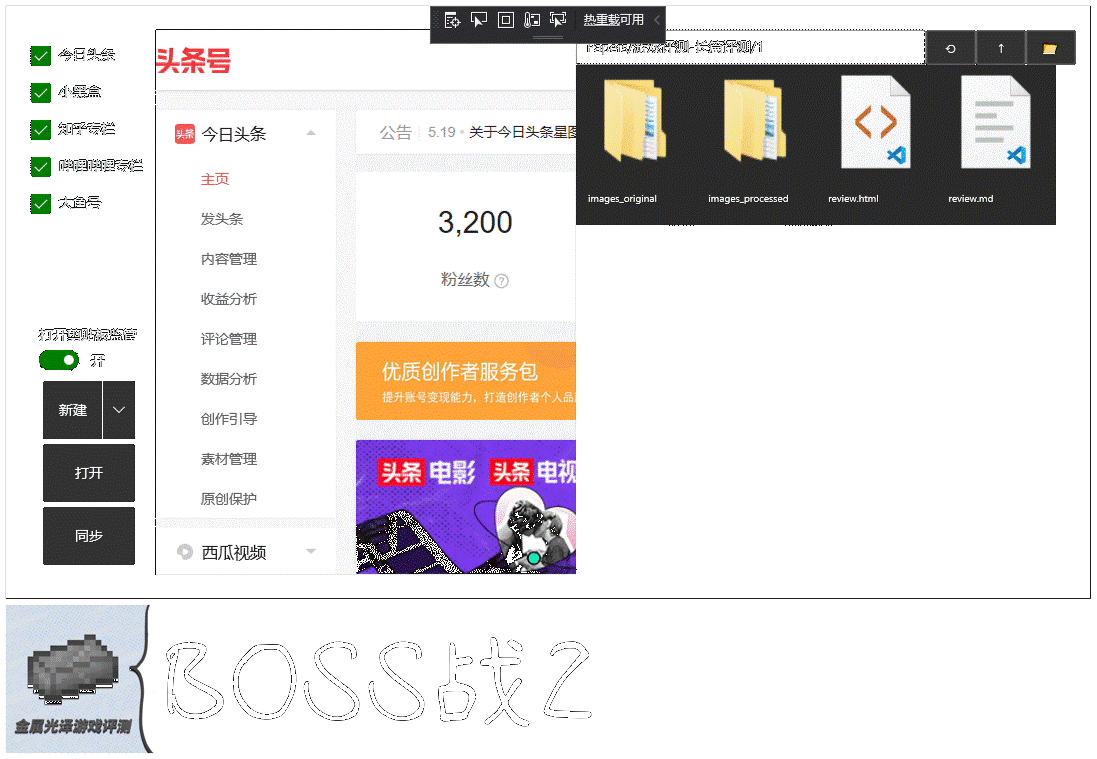 热重载可用
今日头条
小黑盒
知乎专栏
哔哩哔哩专栏
大鱼号
打开剪贴板监管
开
新建
打开
同步
头条号
头条 今日头条
主页
发头条
内容管理
收益分析
评论管理
数据分析
创作引导
素材管理
原创保护
西瓜视频
公告 5.19 • 关于今日头条星图
3,200
粉丝数
优质创作者服务包
提升账号变现能力，打造创作者个人品
头条 电影 头条 电视
images_original
images_processed
review.html
review.md
金属光泽游戏评测
BOSS战2